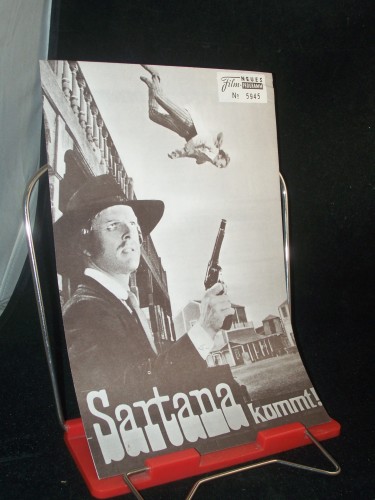 NEUES
Film-PROGRAMM
Nr 5945
Sartana kommt!